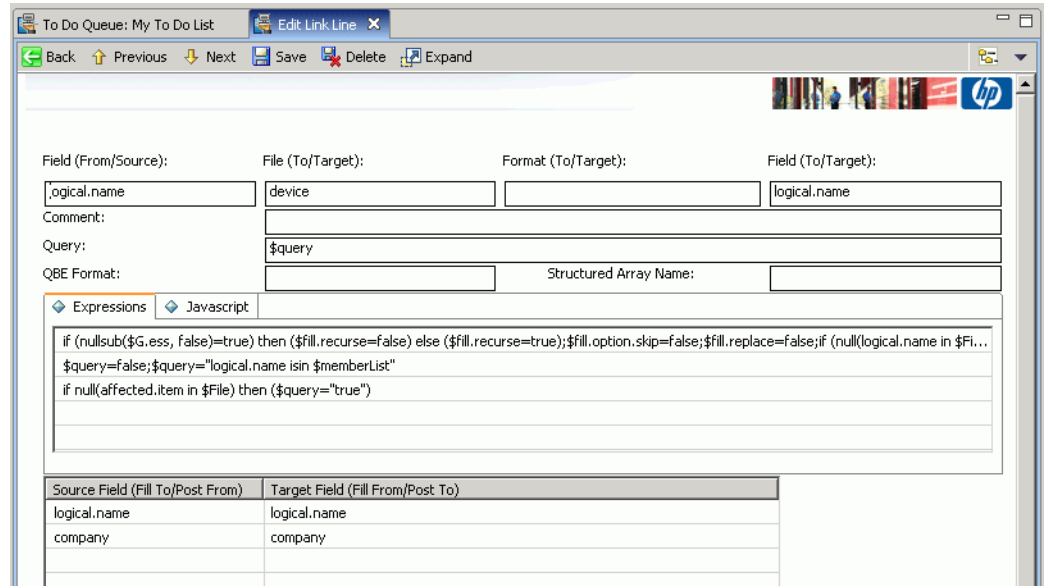 To Do Queue: My To Do List Edit Link Line
Back Previous Next Save Delete Expand
hp
Field (From/Source): File (To/Target): Format (To/Target): Field (To/Target):
logical.name device logical.name
Comment:
Query: $query
QBE Format: Structured Array Name:
Expressions Javascript
if (nullsub($G.ess, false)=true) then ($fill.recurse=false) else ($fill.recurse=true);$fill.option.skip=false;$fill.replace=false;if (null(logical.name in $Fi...
$query=false;$query="logical.name isin $memberList"
if null(affected.item in $File) then ($query="true")
Source Field (Fill To/Post From) Target Field (Fill From/Post To)
logical.name logical.name
company company